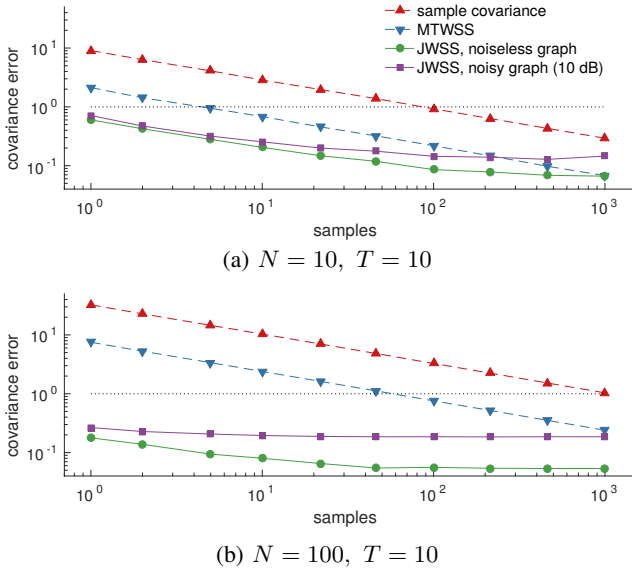 sample covariance
MTWSS
JWSS, noiseless graph
JWSS, noisy graph (10 dB)
covariance error
10^1
10^0
10^-1
10^0 10^1 10^2 10^3
samples
(a) N = 10, T = 10
covariance error
10^1
10^0
10^-1
10^0 10^1 10^2 10^3
samples
(b) N = 100, T = 10